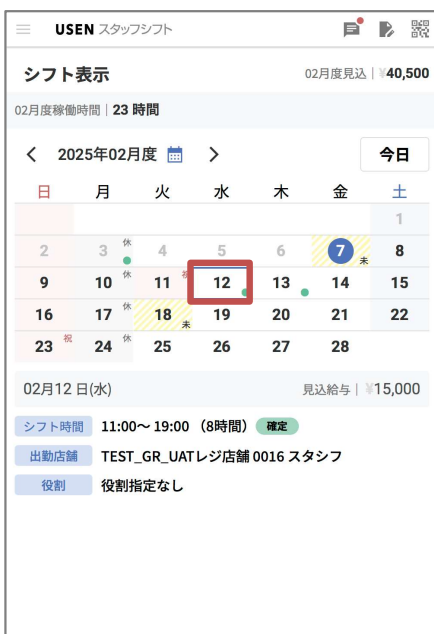 USEN スタッフシフト
シフト表示 02月度見込 | ¥40,500
02月度稼働時間 | 23 時間
2025年02月度 今日
日 月 火 水 木 金 土
1
2 3 休 4 5 6 7 未 8
9 10 休 11 祝 12 13 14 15
16 17 休 18 未 19 20 21 22
23 祝 24 休 25 26 27 28
02月12日(水) 見込給与 | ¥15,000
シフト時間 11:00～19:00 (8時間) 確定
出勤店舗 TEST_GR_UATレジ店舗 0016 スタシフ
役割 役割指定なし